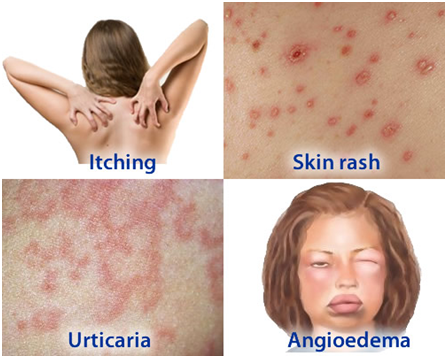 Itching
Skin rash
Urticaria
Angioedema